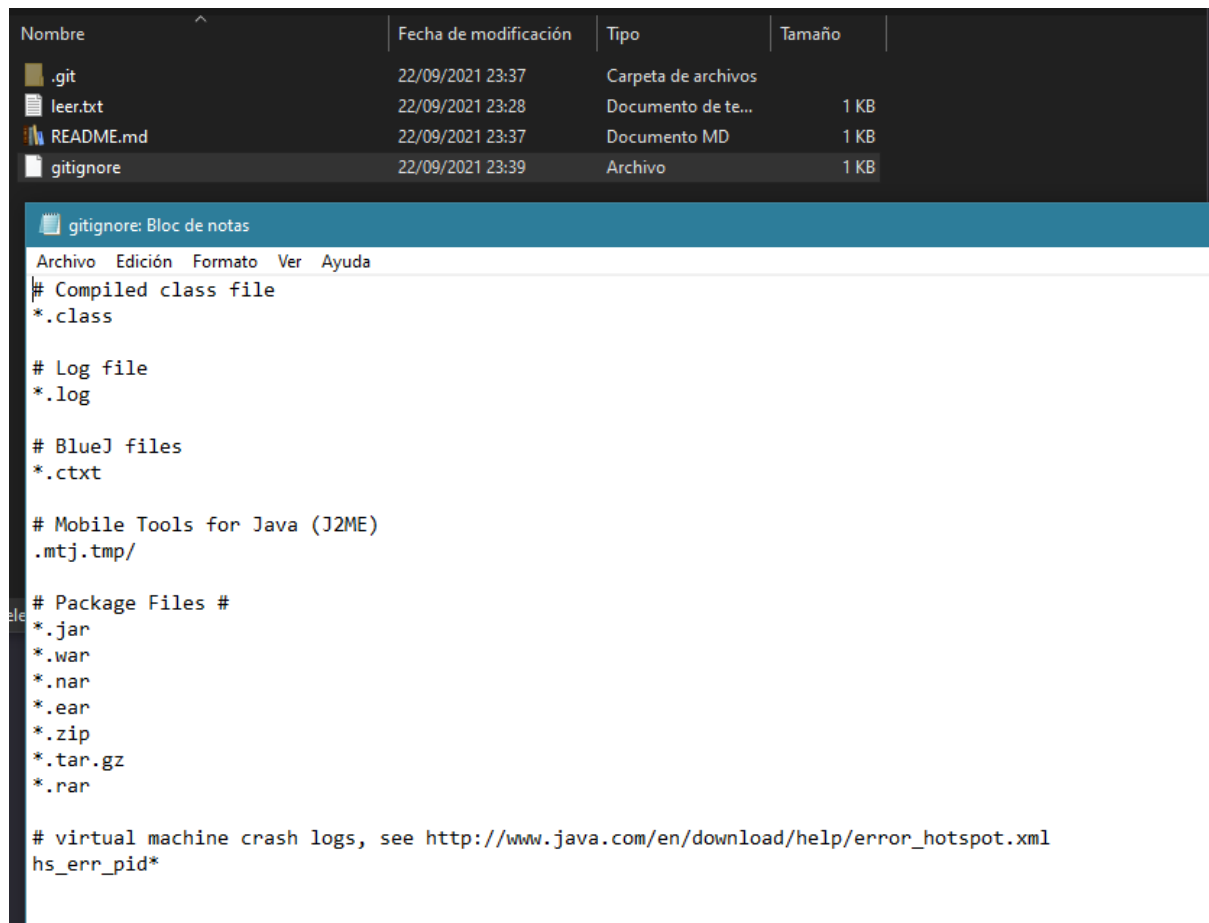 Nombre Fecha de modificación Tipo Tamaño
.git 22/09/2021 23:37 Carpeta de archivos
leer.txt 22/09/2021 23:28 Documento de te... 1 KB
README.md 22/09/2021 23:37 Documento MD 1 KB
gitignore 22/09/2021 23:39 Archivo 1 KB
gitignore: Bloc de notas
Archivo Edición Formato Ver Ayuda
# Compiled class file
*.class
# Log file
*.log
# BlueJ files
*.ctxt
# Mobile Tools for Java (J2ME)
.mtj.tmp/
# Package Files #
*.jar
*.war
*.nar
*.ear
*.zip
*.tar.gz
*.rar
# virtual machine crash logs, see http://www.java.com/en/download/help/error_hotspot.xml
hs_err_pid*